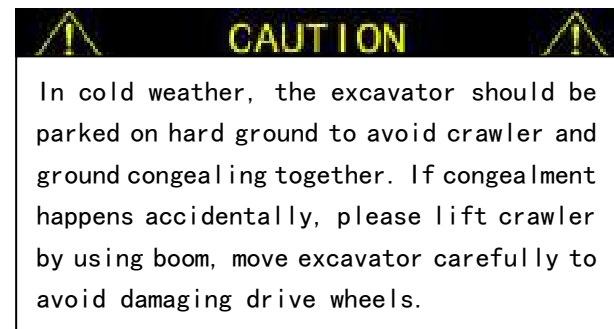 CAUTION
In cold weather, the excavator should be
parked on hard ground to avoid crawler and
ground congealing together. If congealment
happens accidentally, please lift crawler
by using boom, move excavator carefully to
avoid damaging drive wheels.